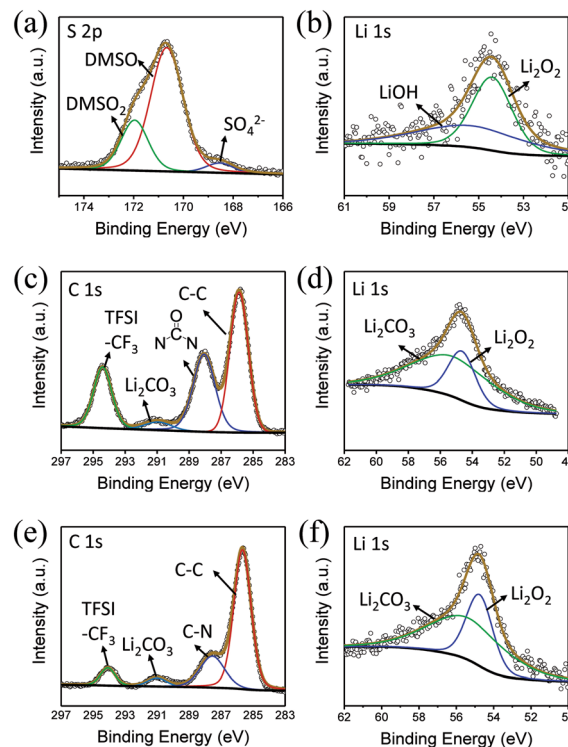 (a)
S 2p
DMSO
DMSO₂
SO₄²⁻
Intensity (a.u.)
174 172 170 168 166
Binding Energy (eV)
(b)
Li 1s
Li₂O₂
LiOH
Intensity (a.u.)
61 57 55 53
Binding Energy (eV)
(c)
C 1s
C-C
O
N C N
TFSI
-CF₃
Li₂CO₃
Intensity (a.u.)
297 295 293 291 289 287 285 283
Binding Energy (eV)
(d)
Li 1s
Li₂CO₃
Li₂O₂
Intensity (a.u.)
62 60 58 56 54 52 50
Binding Energy (eV)
(e)
C 1s
C-C
TFSI
-CF₃
Li₂CO₃
C-N
Intensity (a.u.)
297 295 293 291 289 287 285 283
Binding Energy (eV)
(f)
Li 1s
Li₂CO₃
Li₂O₂
Intensity (a.u.)
62 60 58 56 54 52
Binding Energy (eV)